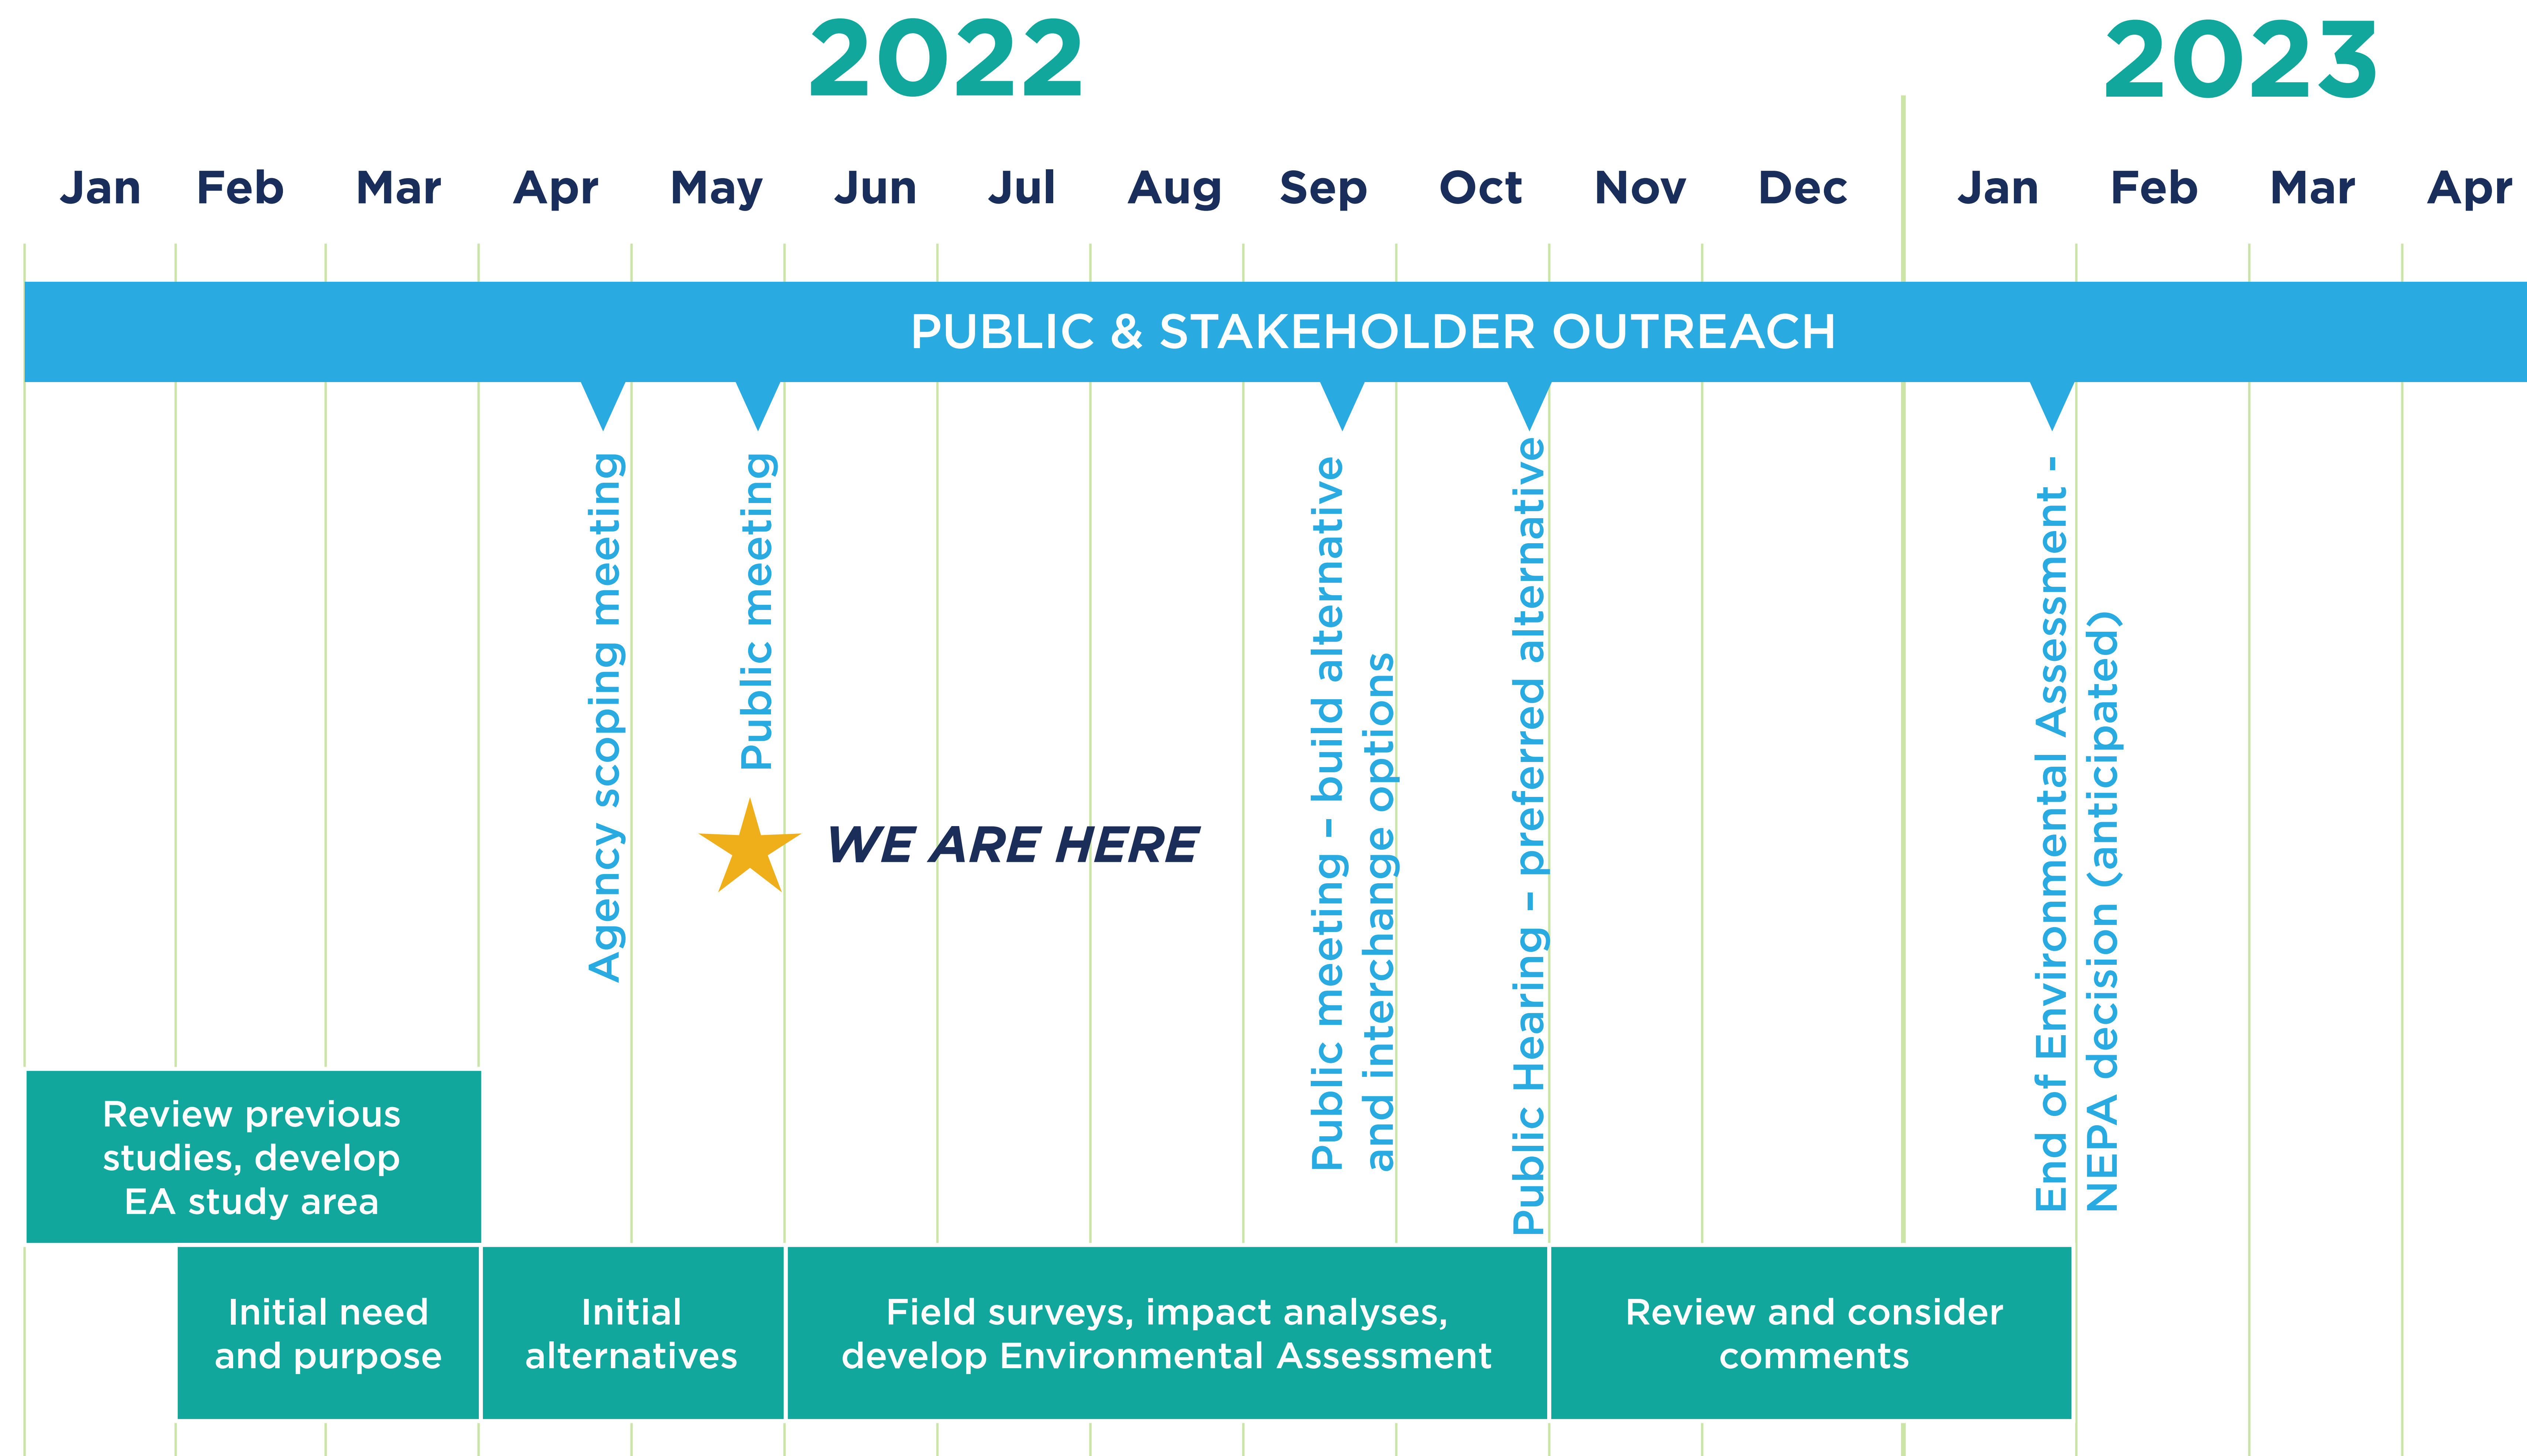 2022
2023
Jan Feb Mar Apr May Jun Jul Aug Sep Oct Nov Dec Jan Feb Mar Apr
PUBLIC & STAKEHOLDER OUTREACH
Agency scoping meeting
Public meeting
WE ARE HERE
Public meeting – build alternative
and interchange options
Public Hearing – preferred alternative
End of Environmental Assessment -
NEPA decision (anticipated)
Review previous
studies, develop
EA study area
Initial need
and purpose
Initial
alternatives
Field surveys, impact analyses,
develop Environmental Assessment
Review and consider
comments